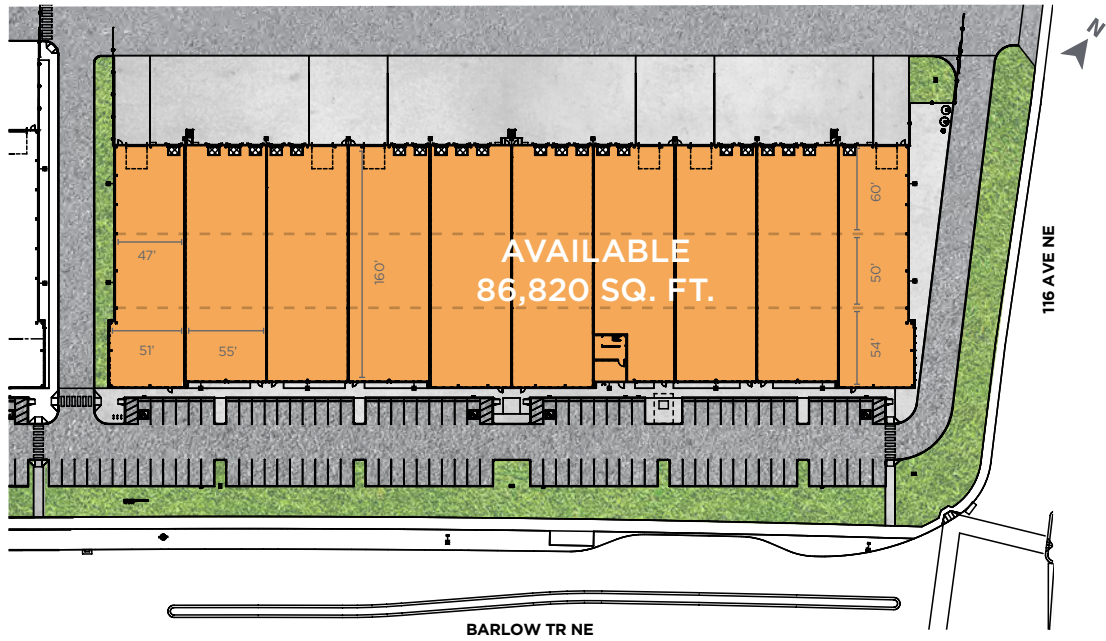 N
60'
47'
AVAILABLE
160'
50'
86,820 SQ. FT.
116 AVE NE
51'
55'
54'
BARLOW TR NE